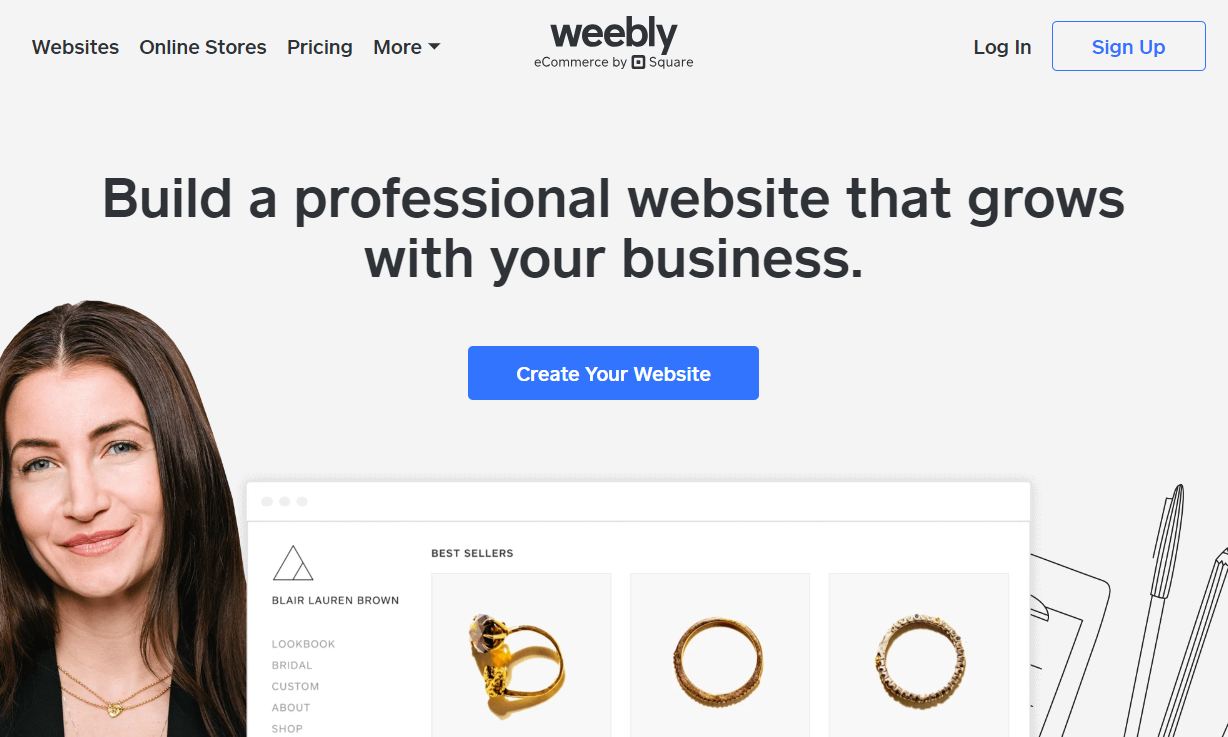 Websites Online Stores Pricing More
weebly
eCommerce by Square
Log In
Sign Up
Build a professional website that grows
with your business.
Create Your Website
BLAIR LAUREN BROWN
LOOKBOOK
BRIDAL
CUSTOM
ABOUT
SHOP
BEST SELLERS